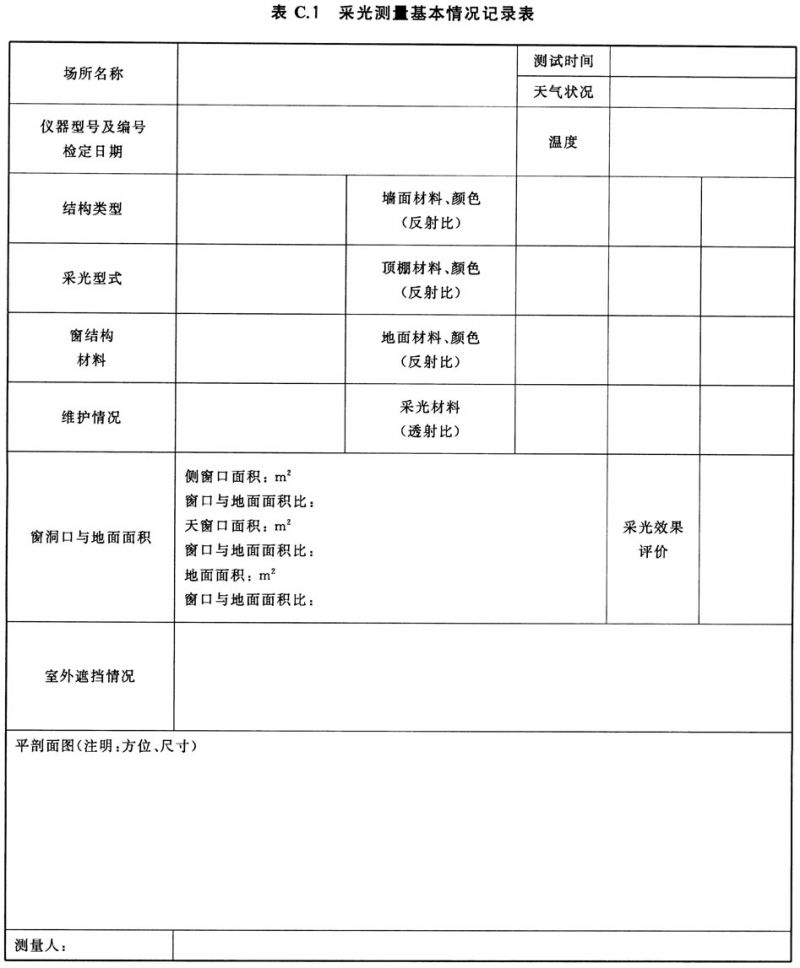 表 C.1 采光测量基本情况记录表
场所名称
测试时间
天气状况
仪器型号及编号
检定日期
温度
结构类型
墙面材料、颜色
(反射比)
采光型式
顶棚材料、颜色
(反射比)
窗结构
材料
地面材料、颜色
(反射比)
维护情况
采光材料
(透射比)
窗洞口与地面面积
侧窗口面积：m²
窗口与地面面积比：
天窗口面积：m²
窗口与地面面积比：
地面面积：m²
窗口与地面面积比：
采光效果
评价
室外遮挡情况
平剖面图(注明：方位、尺寸)
测量人：